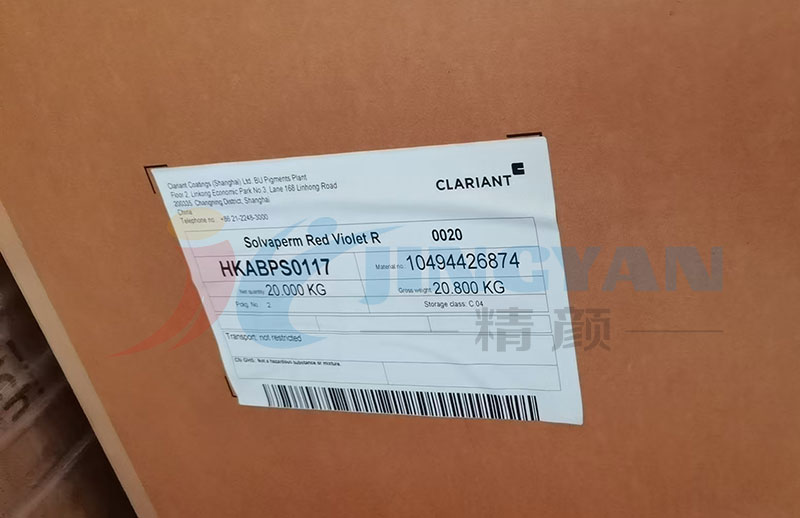 Clariant Coatings (Shanghai) Ltd. BU Pigments Plant
Floor 2, Linkong Economic Park No.3, Lane 168 Linhong Road
200335, Changning District, Shanghai
China
Telephone no. +86 21-2248-3000
CLARIANT
Solvaperm Red Violet R 0020
HKABPS0117 Material no. 10494426874
Net quantity 20.000 KG Gross weight 20.800 KG
Pckg. No. 2 Storage class: C.04
JINGYAN
精颜
Transport: not restricted
CN GHS: Not a hazardous substance or mixture.